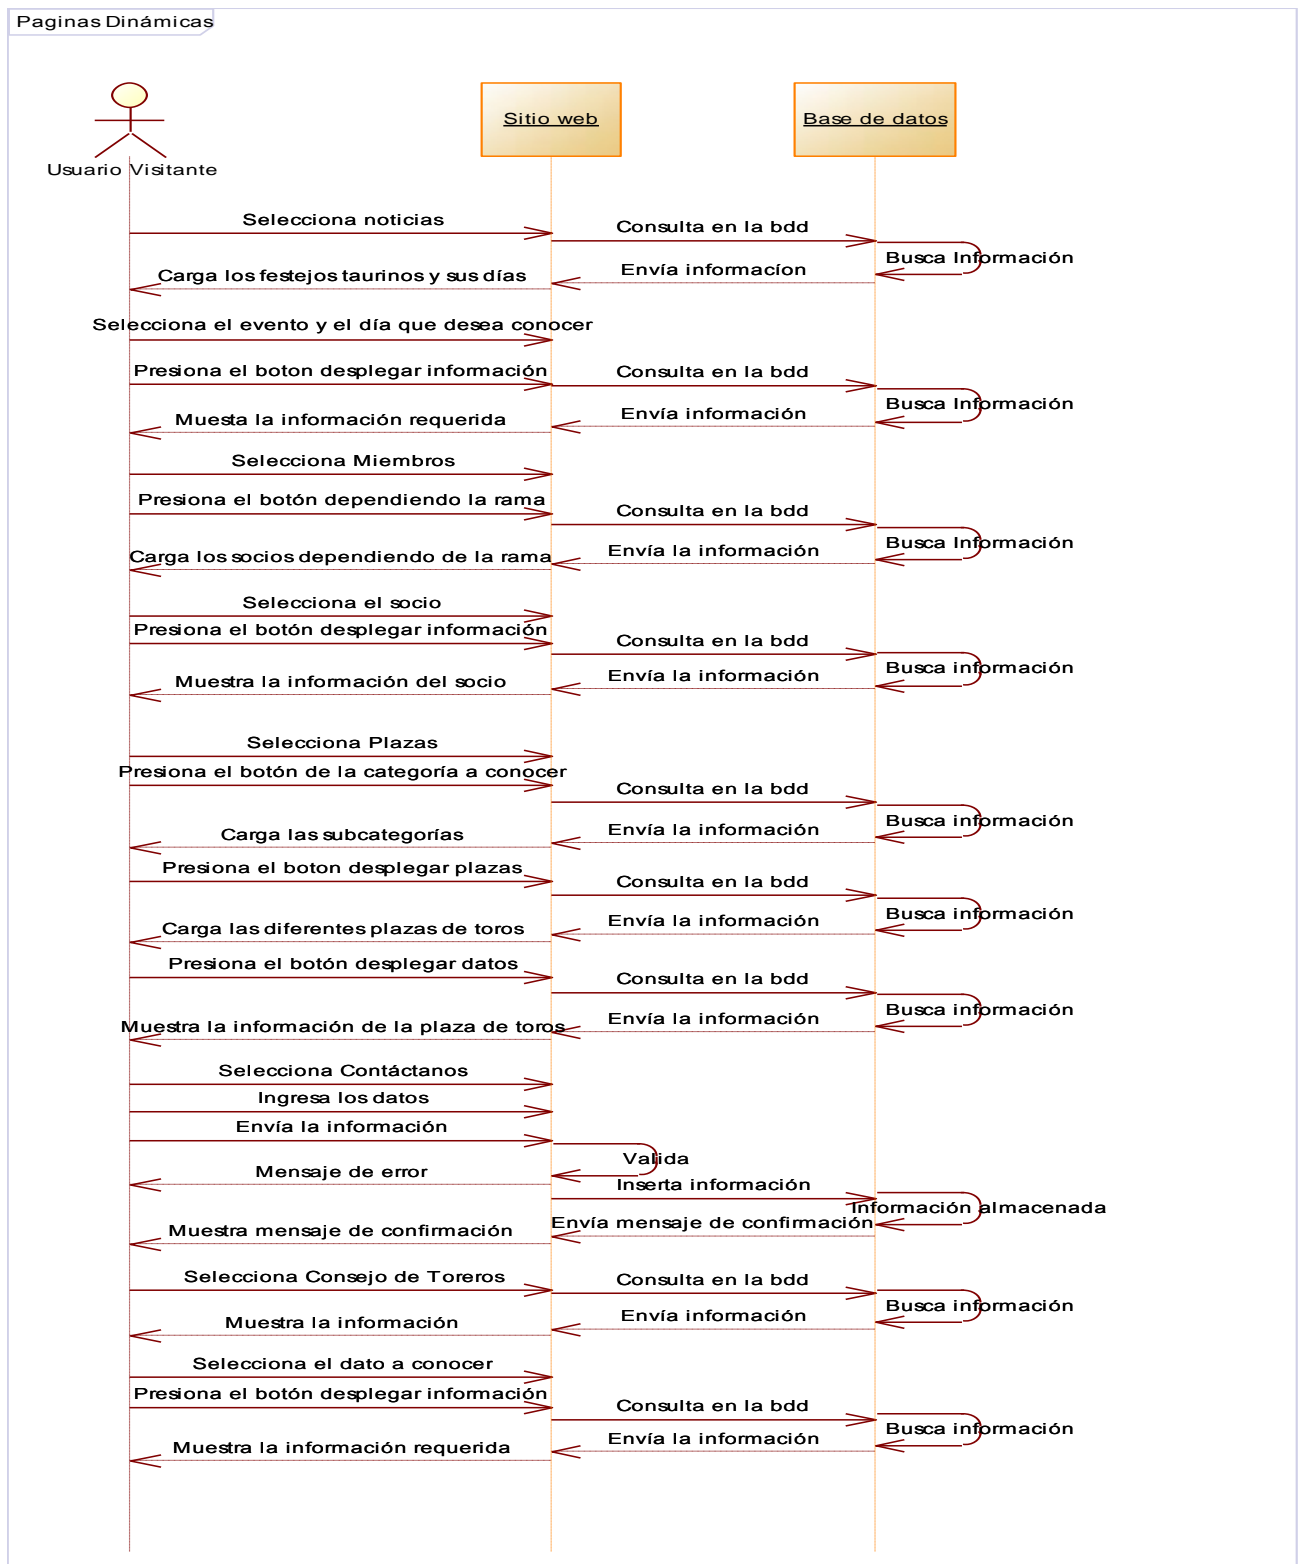 Paginas Dinámicas
Sitio web
Base de datos
Usuario Visitante
Selecciona noticias
Consulta en la bdd
Busca Información
Envía informacíon
Carga los festejos taurinos y sus días
Selecciona el evento y el día que desea conocer
Presiona el boton desplegar información
Consulta en la bdd
Busca Información
Envía información
Muesta la información requerida
Selecciona Miembros
Presiona el botón dependiendo la rama
Consulta en la bdd
Busca Información
Envía la información
Carga los socios dependiendo de la rama
Selecciona el socio
Presiona el botón desplegar información
Consulta en la bdd
Busca información
Envía la información
Muestra la información del socio
Selecciona Plazas
Presiona el botón de la categoría a conocer
Consulta en la bdd
Busca información
Envía la información
Carga las subcategorías
Presiona el boton desplegar plazas
Consulta en la bdd
Busca información
Envía la información
Carga las diferentes plazas de toros
Presiona el botón desplegar datos
Consulta en la bdd
Busca información
Envía la información
Muestra la información de la plaza de toros
Selecciona Contáctanos
Ingresa los datos
Envía la información
Valida
Mensaje de error
Inserta información
Información almacenada
Envía mensaje de confirmación
Muestra mensaje de confirmación
Selecciona Consejo de Toreros
Consulta en la bdd
Busca información
Envía información
Muestra la información
Selecciona el dato a conocer
Presiona el botón desplegar información
Consulta en la bdd
Busca información
Envía la información
Muestra la información requerida